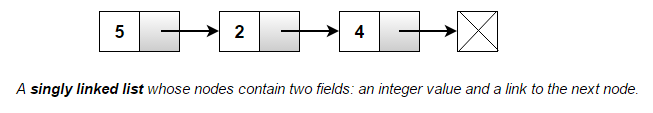 5 2 4
A singly linked list whose nodes contain two fields: an integer value and a link to the next node.